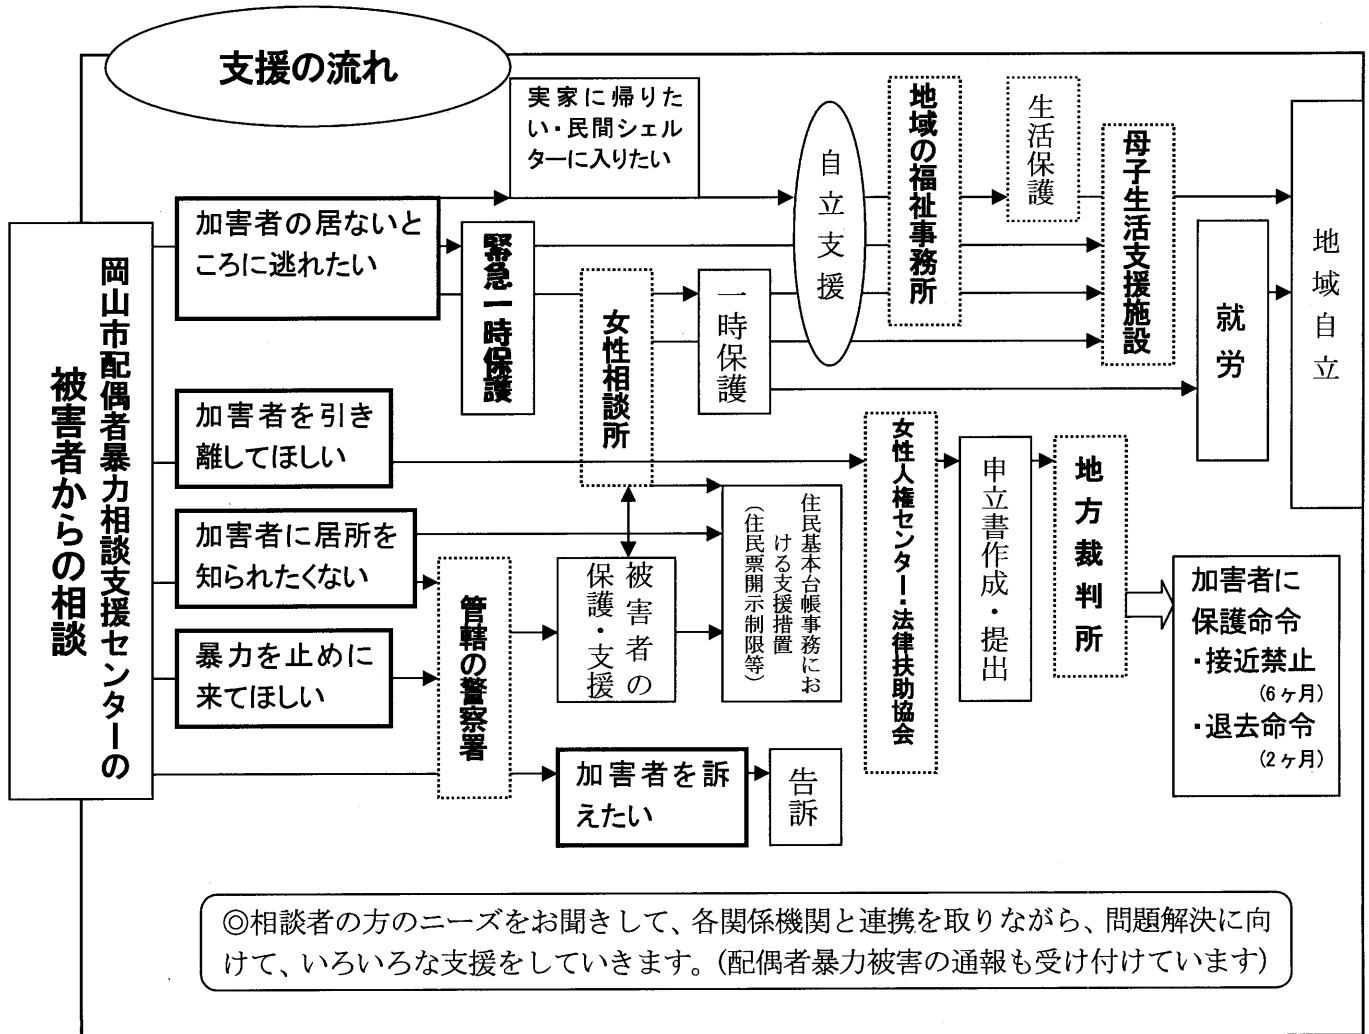 支援の流れ
岡山市配偶者暴力相談支援センターの
被害者からの相談
実家に帰りた
い・民間シェル
ターに入りたい
加害者の居ないと
ころに逃れたい
緊急一時保護
女性相談所
一時保護
自立支援
地域の福祉事務所
生活保護
母子生活支援施設
就労
地域自立
加害者を引き
離してほしい
加害者に居所を
知られたくない
暴力を止めに
来てほしい
管轄の警察署
被害者の
保護・支援
住民基本台帳事務にお
ける支援措置
（住民票開示制限等）
女性人権センター・法律扶助協会
申立書作成・提出
地方裁判所
加害者に
保護命令
・接近禁止
（6ヶ月）
・退去命令
（2ヶ月）
加害者を訴
えたい
告訴
◎相談者の方のニーズをお聞きして、各関係機関と連携を取りながら、問題解決に向
けて、いろいろな支援をしていきます。（配偶者暴力被害の通報も受け付けています）